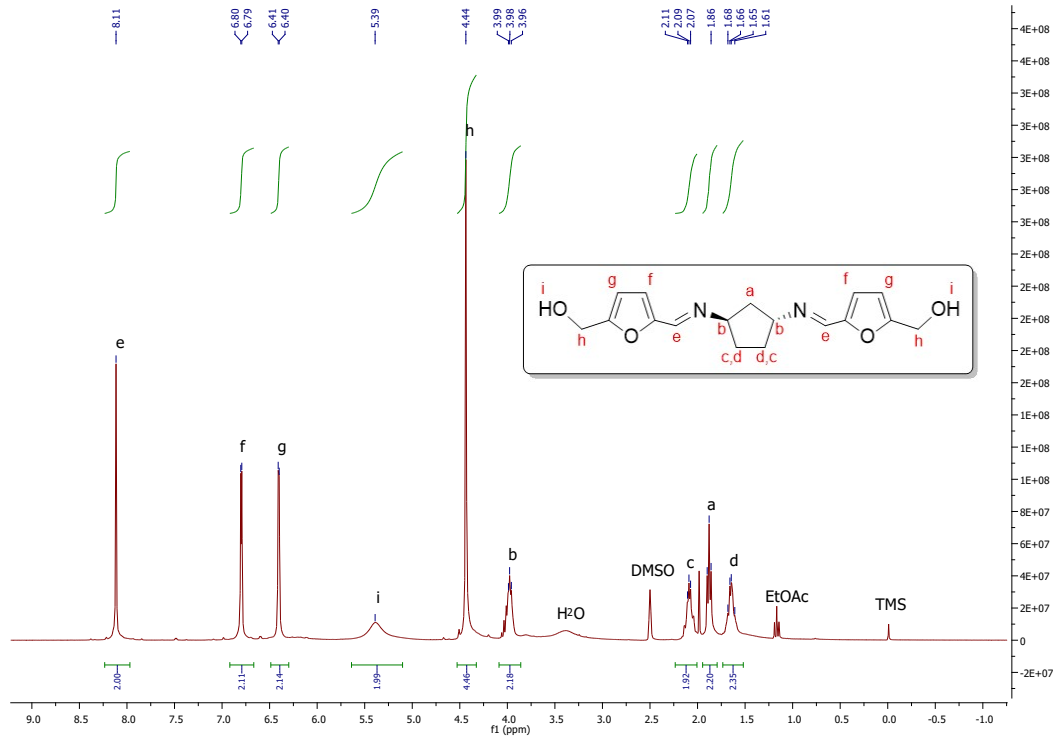 8.11 6.80 6.79 6.41 6.40 5.39 4.44 3.99 3.98 3.96 2.11 2.09 2.07 1.86 1.68 1.66 1.65 1.61
4E+08
4E+08
3E+08
3E+08
3E+08
3E+08
2E+08
2E+08
2E+08
2E+08
2E+08
2E+08
1E+08
1E+08
1E+08
8E+07
6E+07
4E+07
2E+07
0
-2E+07
e
f
g
i
h
b
H2O
DMSO
c
a
d
EtOAc
TMS
i
HO
h
g
f
O
e
N
a
b
b
c,d
d,c
N
e
f
g
O
h
i
OH
2.00 2.11 2.14 1.99 4.46 2.18 1.92 2.20 2.35
9.0 8.5 8.0 7.5 7.0 6.5 6.0 5.5 5.0 4.5 4.0 3.5 3.0 2.5 2.0 1.5 1.0 0.5 0.0 -0.5 -1.0
f1 (ppm)